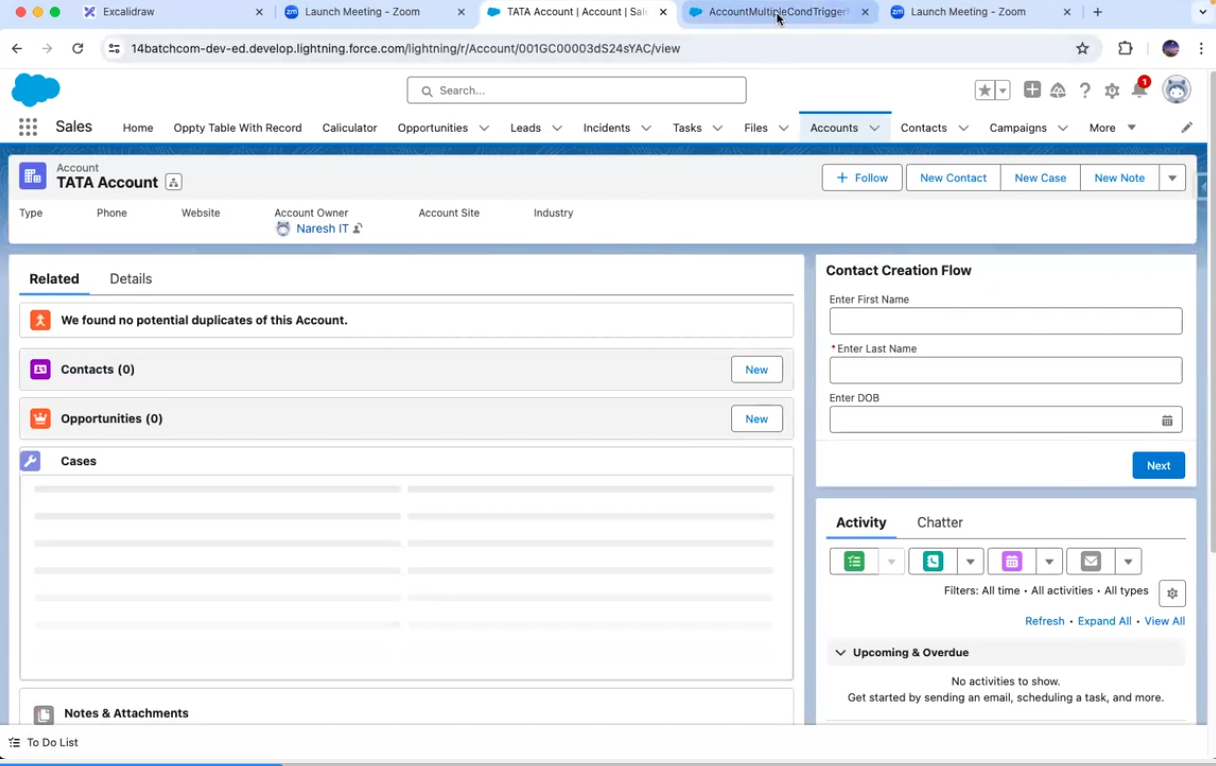 Excalidraw
zm Launch Meeting - Zoom
TATA Account | Account | Sal
AccountMultipleCondTrigger
zm Launch Meeting - Zoom
14batchcom-dev-ed.develop.lightning.force.com/lightning/r/Account/001GC00003dS24sYAC/view
Search...
1
Sales
Home
Oppty Table With Record
Calculator
Opportunities
Leads
Incidents
Tasks
Files
Accounts
Contacts
Campaigns
More
Account
TATA Account
Follow
New Contact
New Case
New Note
Type
Phone
Website
Account Owner
Account Site
Industry
Naresh IT
Related
Details
We found no potential duplicates of this Account.
Contacts (0)
New
Opportunities (0)
New
Cases
Notes & Attachments
Contact Creation Flow
Enter First Name
* Enter Last Name
Enter DOB
Next
Activity
Chatter
Filters: All time • All activities • All types
Refresh • Expand All • View All
Upcoming & Overdue
No activities to show.
Get started by sending an email, scheduling a task, and more.
To Do List